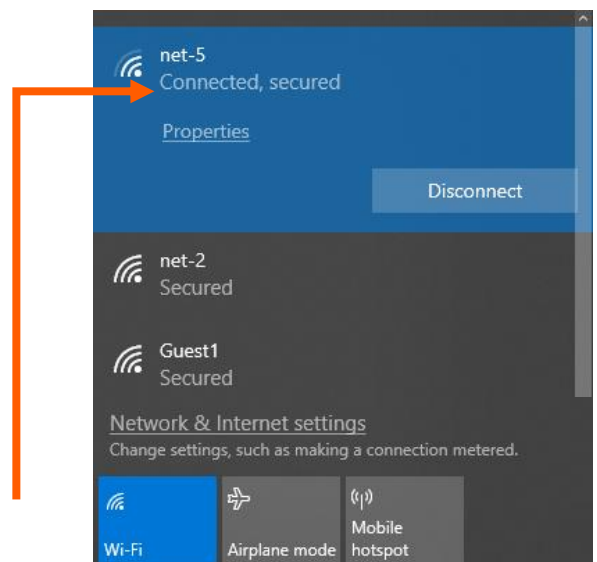 net-5
Connected, secured
Properties
Disconnect
net-2
Secured
Guest1
Secured
Network & Internet settings
Change settings, such as making a connection metered.
Wi-Fi
Airplane mode
Mobile
hotspot